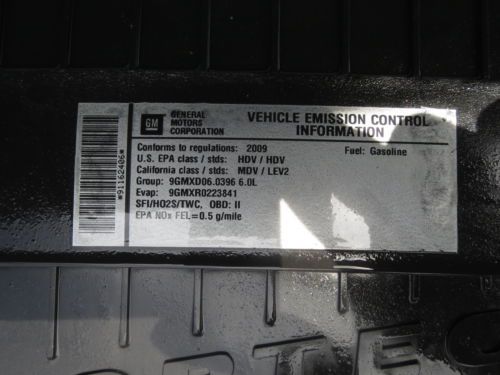 GM
GENERAL MOTORS CORPORATION
VEHICLE EMISSION CONTROL INFORMATION
Conforms to regulations: 2009 Fuel: Gasoline
U.S. EPA class / stds: HDV / HDV
California class / stds: MDV / LEV2
Group: 9GMXD06.0396 6.0L
Evap: 9GMXR0223841
SFI/HO2S/TWC, OBD: II
EPA NOx FEL=0.5 g/mile
*91162406*
ORTEC